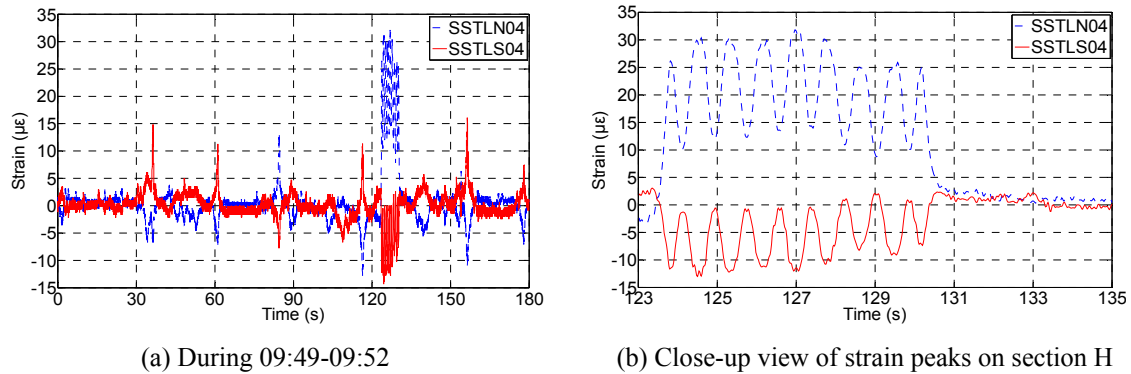 SSTLN04
SSTLS04
35
30
25
20
15
10
5
0
-5
-10
-15
Strain (με)
0 30 60 90 120 150 180
Time (s)
(a) During 09:49-09:52
SSTLN04
SSTLS04
35
30
25
20
15
10
5
0
-5
-10
-15
Strain (με)
123 125 127 129 131 133 135
Time (s)
(b) Close-up view of strain peaks on section H